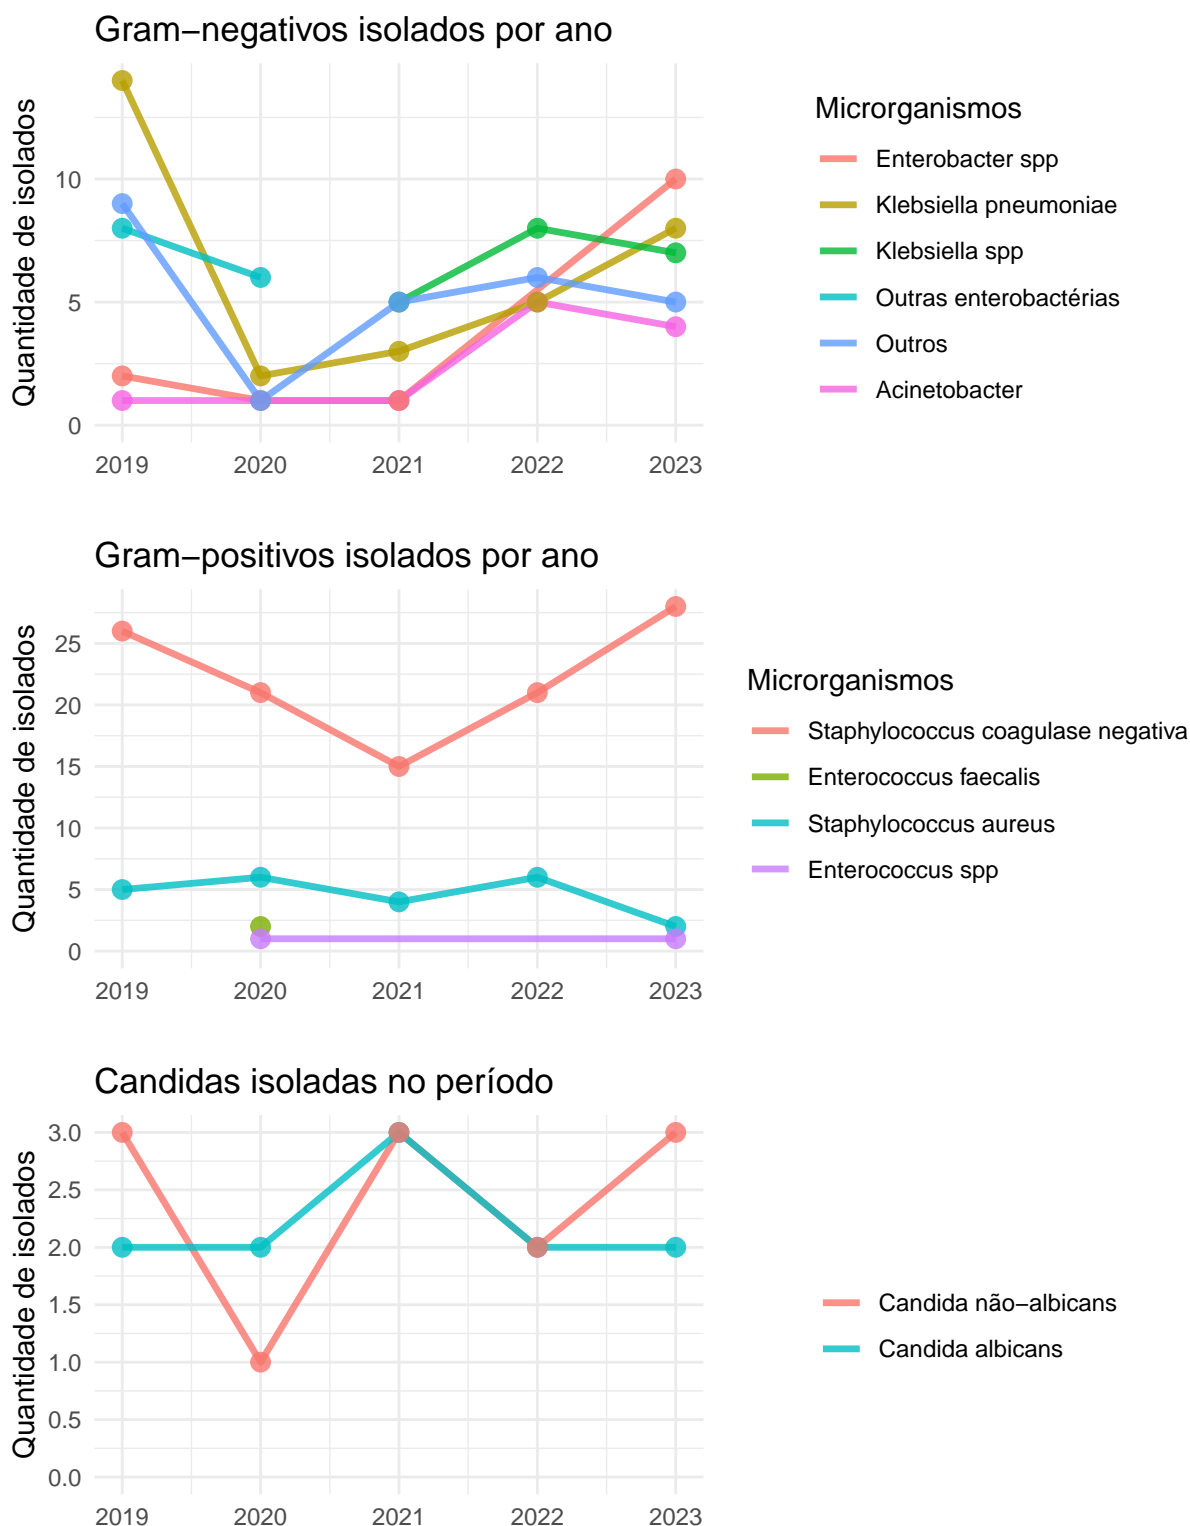 Gram−negativos isolados por ano
Quantidade de isolados
10
5
0
2019 2020 2021 2022 2023
Microrganismos
Enterobacter spp
Klebsiella pneumoniae
Klebsiella spp
Outras enterobactérias
Outros
Acinetobacter
Gram−positivos isolados por ano
Quantidade de isolados
25
20
15
10
5
0
2019 2020 2021 2022 2023
Microrganismos
Staphylococcus coagulase negativa
Enterococcus faecalis
Staphylococcus aureus
Enterococcus spp
Candidas isoladas no período
Quantidade de isolados
3.0
2.5
2.0
1.5
1.0
0.5
0.0
2019 2020 2021 2022 2023
Candida não−albicans
Candida albicans